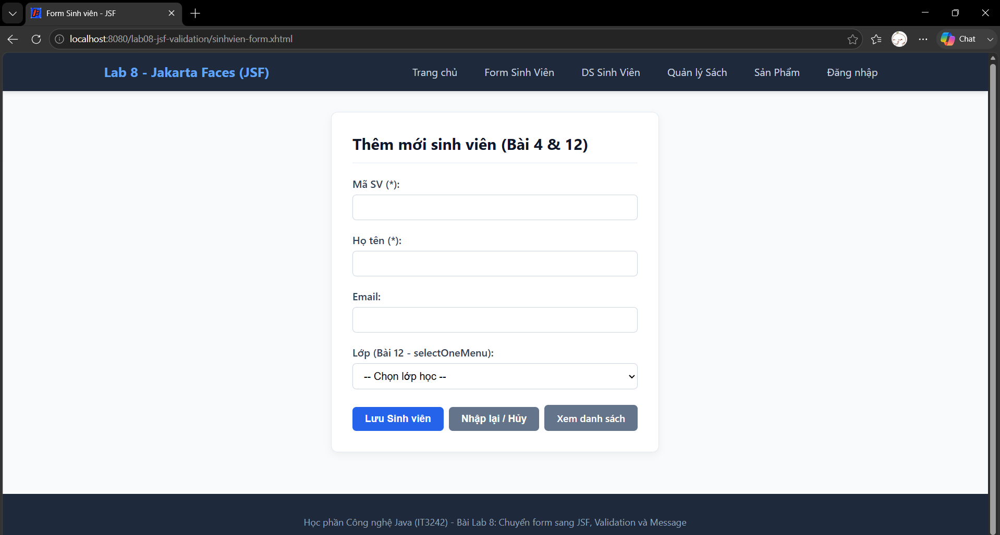 Form Sinh viên - JSF
localhost:8080/lab08-jsf-validation/sinhvien-form.xhtml
Chat
Lab 8 - Jakarta Faces (JSF)
Trang chủ
Form Sinh Viên
DS Sinh Viên
Quản lý Sách
Sản Phẩm
Đăng nhập
Thêm mới sinh viên (Bài 4 & 12)
Mã SV (*):
Họ tên (*):
Email:
Lớp (Bài 12 - selectOneMenu):
-- Chọn lớp học --
Lưu Sinh viên
Nhập lại / Hủy
Xem danh sách
Học phần Công nghệ Java (IT3242) - Bài Lab 8: Chuyển form sang JSF, Validation và Message